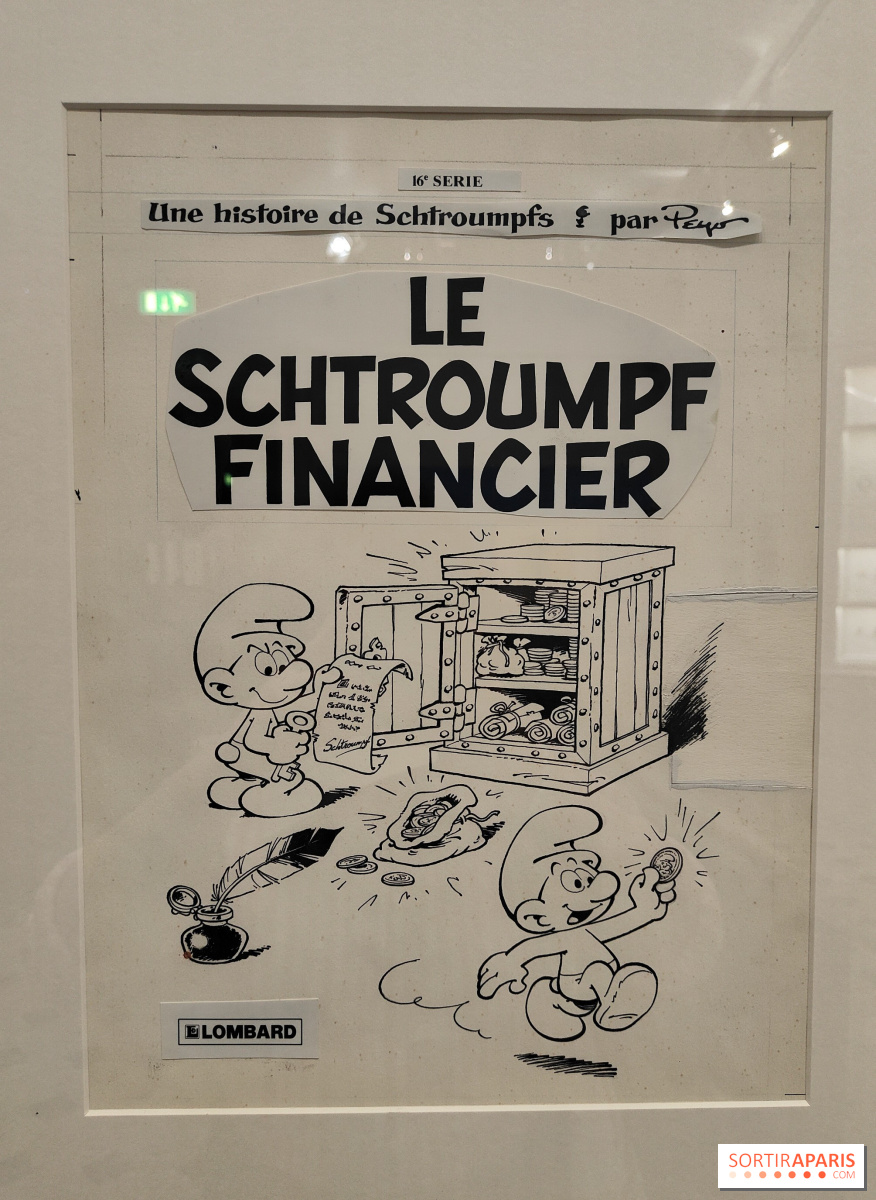 16e SERIE
Une histoire de Schtroumpfs par Peyo
LE
SCHTROUMPF
FINANCIER
Schtroumpf
L LOMBARD
SORTIRAPARIS
.COM